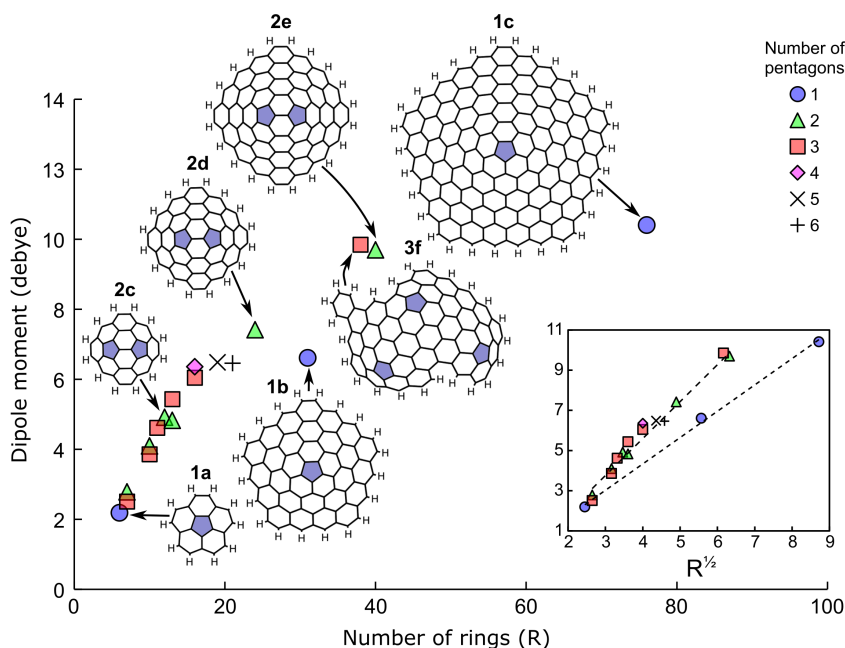 2e
1c
Number of
pentagons
1
2
3
4
5
6
2d
3f
2c
1b
1a
Dipole moment (debye)
14
13
10
8
6
4
2
0
0 20 40 60 80 100
Number of rings (R)
11
9
7
5
3
1
2 3 4 5 6 7 8 9
R½
H